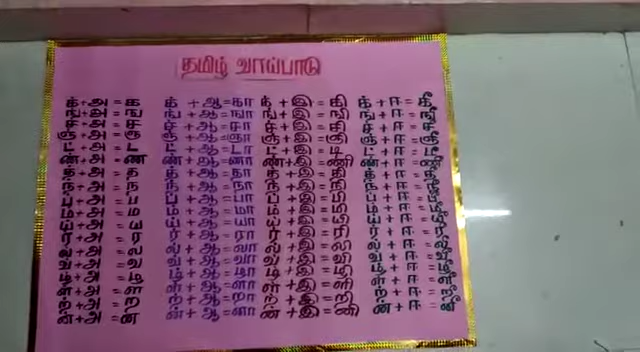 தமிழ் வாய்பாடு
க்+அ=க க்+ஆ=கா க்+இ=கி க்+ஈ=கீ
ங்+அ=ங ங்+ஆ=ஙா ங்+இ=ஙி ங்+ஈ=ஙீ
ச்+அ=ச ச்+ஆ=சா ச்+இ=சி ச்+ஈ=சீ
ஞ்+அ=ஞ ஞ்+ஆ=ஞா ஞ்+இ=ஞி ஞ்+ஈ=ஞீ
ட்+அ=ட ட்+ஆ=டா ட்+இ=டி ட்+ஈ=டீ
ண்+அ=ண ண்+ஆ=ணா ண்+இ=ணி ண்+ஈ=ணீ
த்+அ=த த்+ஆ=தா த்+இ=தி த்+ஈ=தீ
ந்+அ=ந ந்+ஆ=நா ந்+இ=நி ந்+ஈ=நீ
ப்+அ=ப ப்+ஆ=பா ப்+இ=பி ப்+ஈ=பீ
ம்+அ=ம ம்+ஆ=மா ம்+இ=மி ம்+ஈ=மீ
ய்+அ=ய ய்+ஆ=யா ய்+இ=யி ய்+ஈ=யீ
ர்+அ=ர ர்+ஆ=ரா ர்+இ=ரி ர்+ஈ=ரீ
ல்+அ=ல ல்+ஆ=லா ல்+இ=லி ல்+ஈ=லீ
வ்+அ=வ வ்+ஆ=வா வ்+இ=வி வ்+ஈ=வீ
ழ்+அ=ழ ழ்+ஆ=ழா ழ்+இ=ழி ழ்+ஈ=ழீ
ள்+அ=ள ள்+ஆ=ளா ள்+இ=ளி ள்+ஈ=ளீ
ற்+அ=ற ற்+ஆ=றா ற்+இ=றி ற்+ஈ=றீ
ன்+அ=ன ன்+ஆ=னா ன்+இ=னி ன்+ஈ=னீ